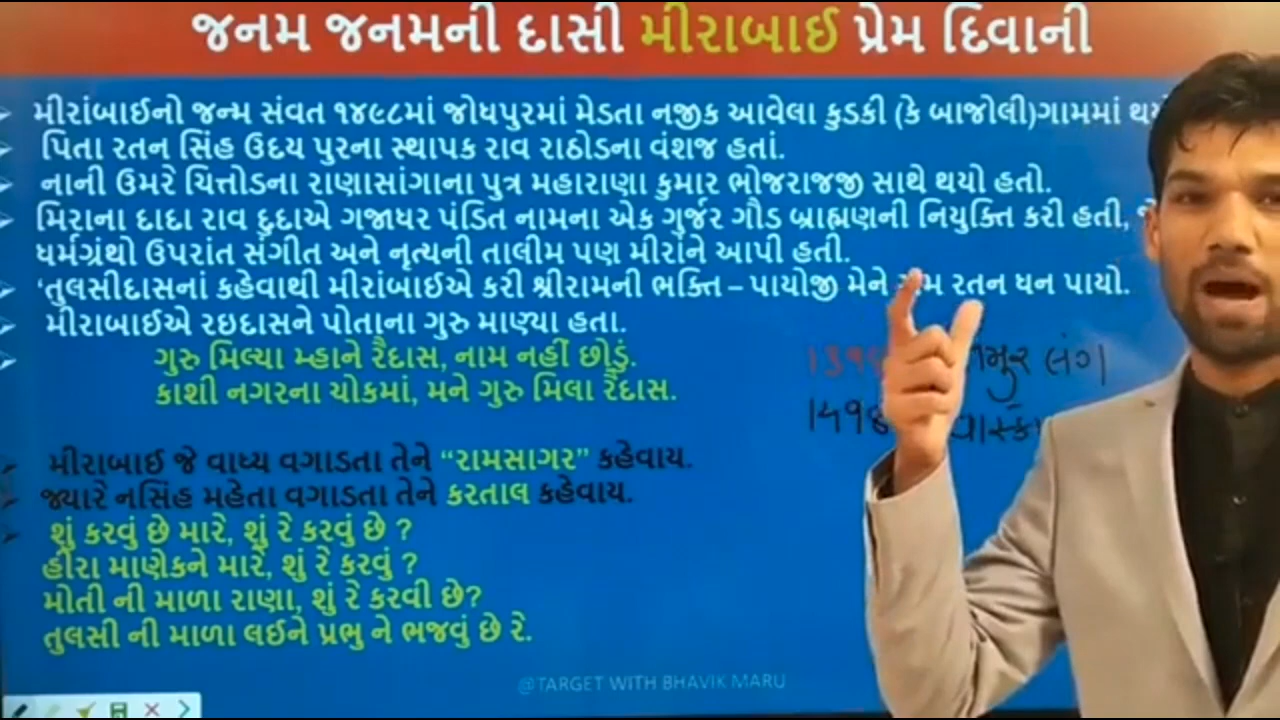 જનમ જનમની દાસી મીરાબાઈ પ્રેમ દિવાની
મીરાંબાઈનો જન્મ સંવત ૧૪૯૮માં જોધપુરમાં મેડતા નજીક આવેલા કુડકી (કે બાજોલી)ગામમાં
પિતા રતન સિંહ ઉદય પુરના સ્થાપક રાવ રાઠોડના વંશજ હતાં.
નાની ઉમરે ચિત્તોડના રાણાસાંગાના પુત્ર મહારાણા કુમાર ભોજરાજજી સાથે થયો હતો.
મિરાના દાદા રાવ દુદાએ ગજાધર પંડિત નામના એક ગુર્જર ગૌડ બ્રાહ્મણની નિયુક્તિ કરી હતી,
ધર્મગ્રંથો ઉપરાંત સંગીત અને નૃત્યની તાલીમ પણ મીરાંને આપી હતી.
‘તુલસીદાસનાં કહેવાથી મીરાંબાઈએ કરી શ્રીરામની ભક્તિ – પાયોજી મેને રતન ધન પાયો.
મીરાબાઈએ રઇદાસને પોતાના ગુરુ માણ્યા હતા.
ગુરુ મિલ્યા મ્હાને રૈદાસ, નામ નહીં છોડું.
કાશી નગરના ચોકમાં, મને ગુરુ મિલા રૈદાસ.
લંગ
મીરાબાઈ જે વાધ્ય વગાડતા તેને “રામસાગર” કહેવાય.
જ્યારે નસિંહ મહેતા વગાડતા તેને કરતાલ કહેવાય.
શું કરવું છે મારે, શું રે કરવું છે ?
હીરા માણેકને મારે, શું રે કરવું ?
મોતી ની માળા રાણા, શું રે કરવી છે?
તુલસી ની માળા લઈને પ્રભુ ને ભજવું છે રે.
@TARGET WITH BHAVIK MARU